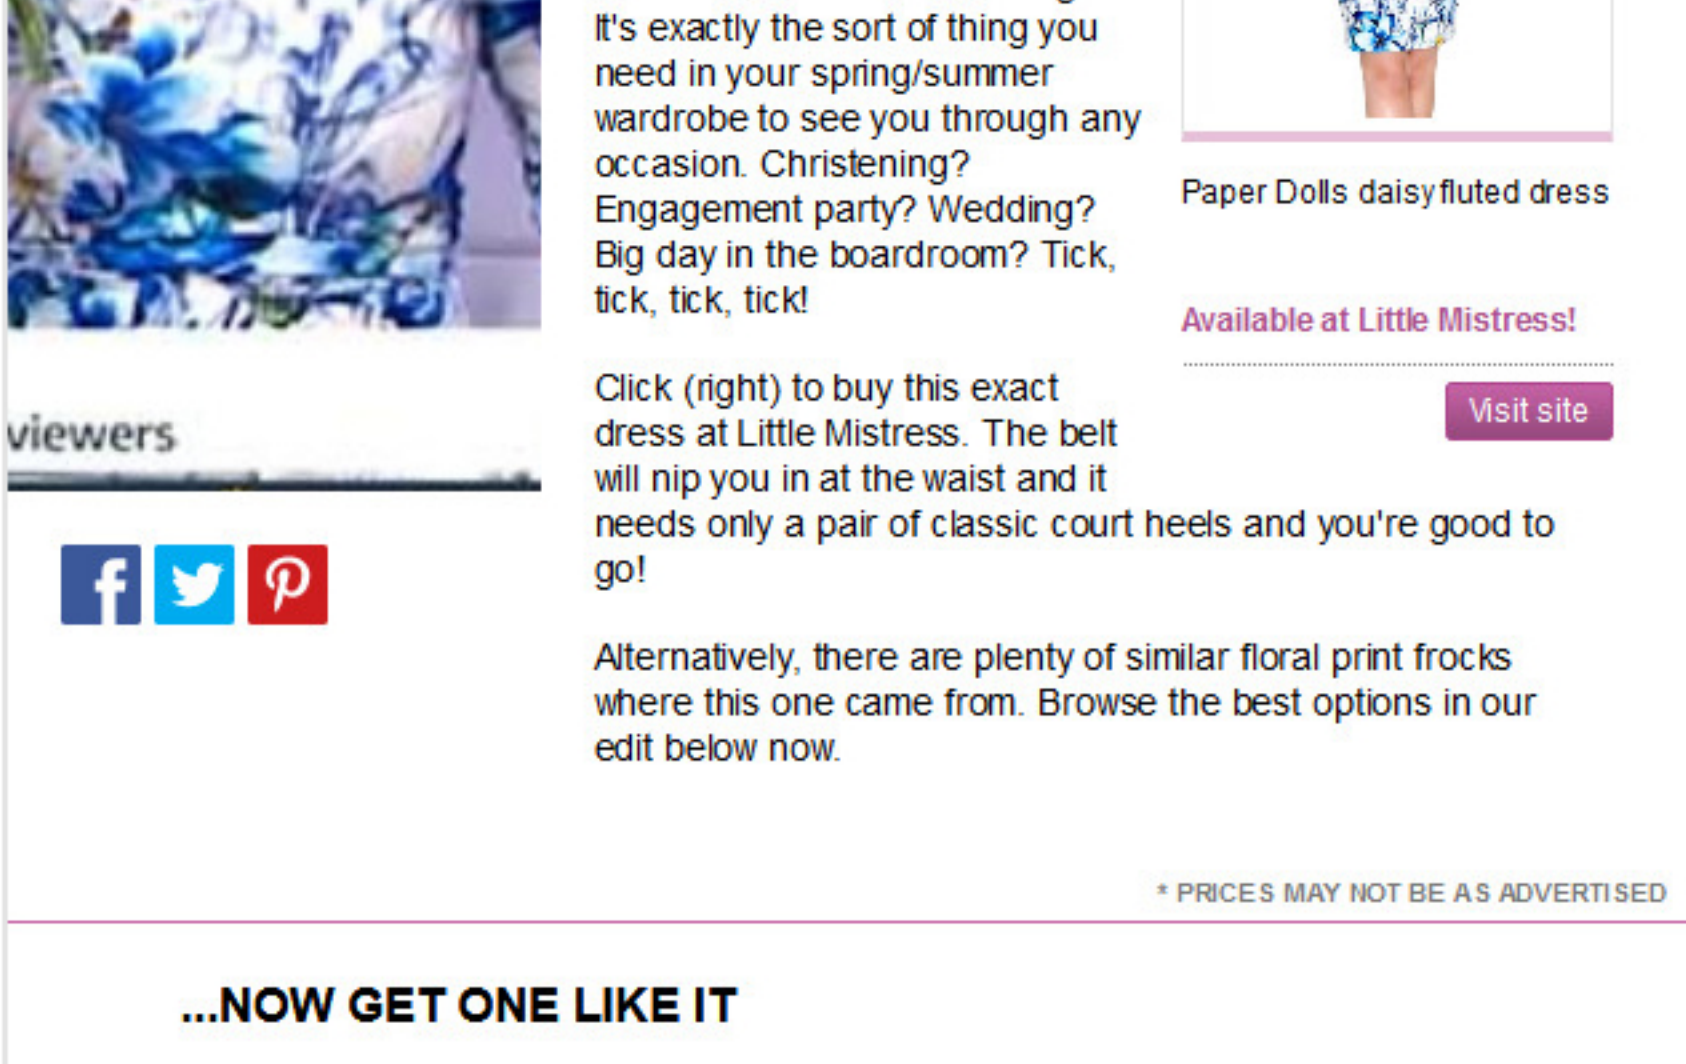 It's exactly the sort of thing you
need in your spring/summer
wardrobe to see you through any
occasion. Christening?
Engagement party? Wedding?
Big day in the boardroom? Tick,
tick, tick, tick!
Click (right) to buy this exact
dress at Little Mistress. The belt
will nip you in at the waist and it
needs only a pair of classic court heels and you're good to
go!
Alternatively, there are plenty of similar floral print frocks
where this one came from. Browse the best options in our
edit below now.
Paper Dolls daisy fluted dress
Available at Little Mistress!
Visit site
viewers
* PRICES MAY NOT BE AS ADVERTISED
...NOW GET ONE LIKE IT